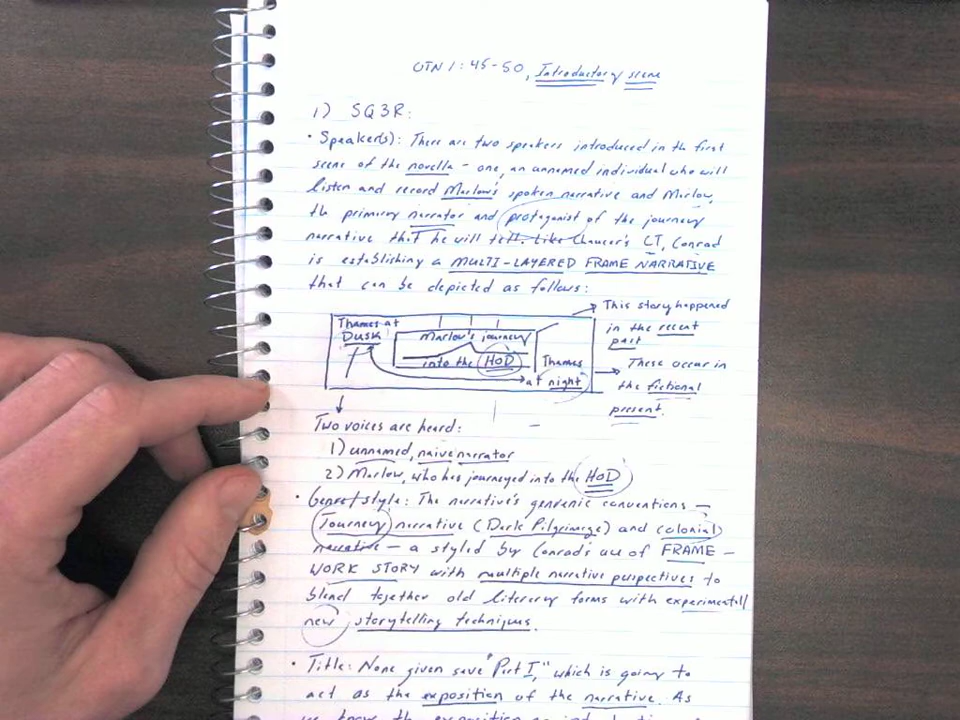 OTN 1: 45-50, Introductory scene
1) SQ3R:
• Speaker(s): There are two speakers introduced in the first
scene of the novella - one, an unnamed individual who will
listen and record Marlow's spoken narrative and Marlow,
th primary narrator and protagonist of the journey
narrative that he will tell. Like Chaucer's CT, Conrad
is establishing a MULTI-LAYERED FRAME NARRATIVE
that can be depicted as follows:
Thames at
Dusk
Marlow's journey
into the HoD
Thames
at night
This story happened
in the recent
past
These occur in
the fictional
present.
Two voices are heard:
1) unnamed, naive narrator
2) Marlow, who has journeyed into the HoD
• Genre/style: The narrative's generic conventions -
Journey narrative (Dark Pilgrimage) and colonial
narrative - a styled by Conrad's use of FRAME-
WORK STORY with multiple narrative perspectives to
blend together old literary forms with experimental
new storytelling techniques.
• Title: None given save "Part I," which is going to
act as the exposition of the narrative. As